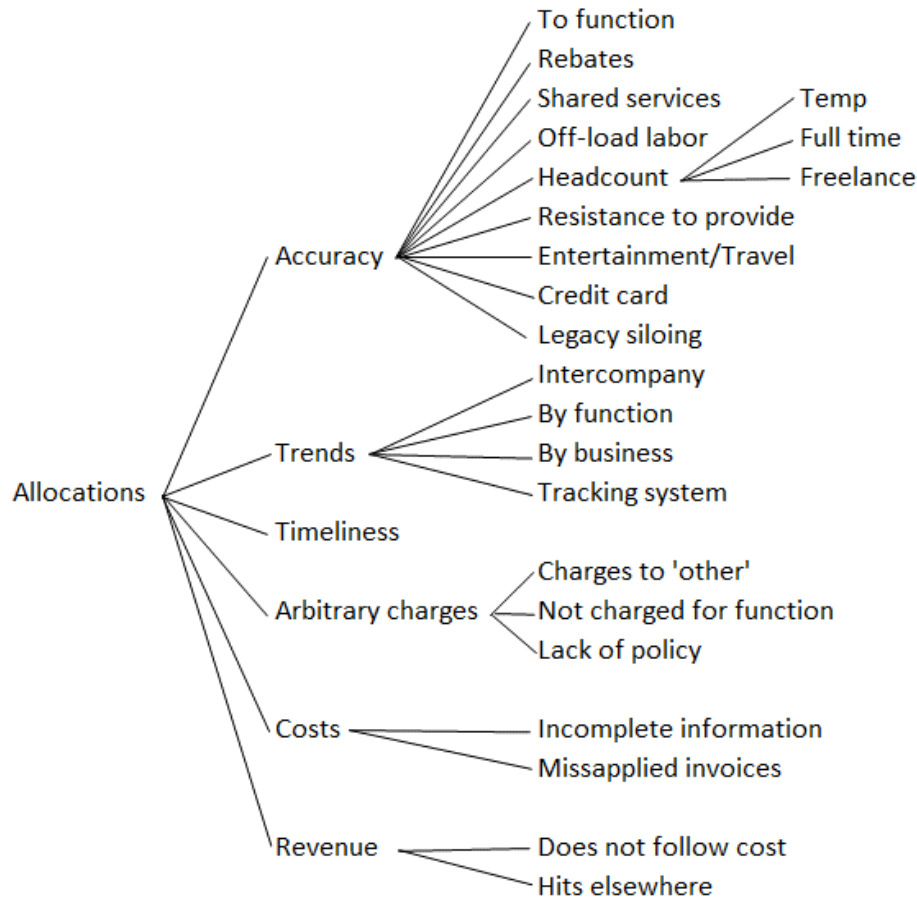 To function
Rebates
Shared services
Temp
Off-load labor
Full time
Headcount
Freelance
Resistance to provide
Accuracy
Entertainment/Travel
Credit card
Legacy siloing
Intercompany
By function
Trends
By business
Allocations
Tracking system
Timeliness
Charges to 'other'
Arbitrary charges
Not charged for function
Lack of policy
Costs
Incomplete information
Missapplied invoices
Revenue
Does not follow cost
Hits elsewhere